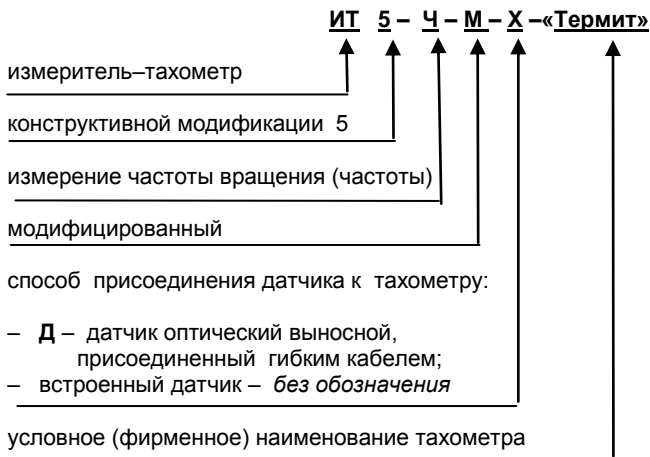 ИТ 5 – Ч – М – Х –«Термит»
измеритель–тахометр
конструктивной модификации 5
измерение частоты вращения (частоты)
модифицированный
способ присоединения датчика к тахометру:
– Д – датчик оптический выносной,
присоединенный гибким кабелем;
– встроенный датчик – без обозначения
условное (фирменное) наименование тахометра